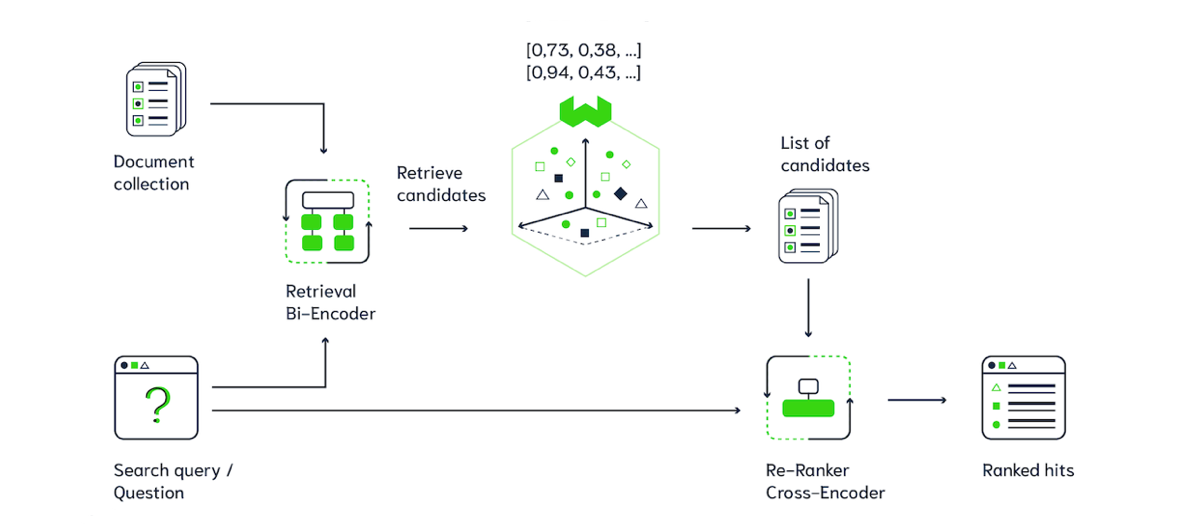 [0,73, 0,38, ...]
[0,94, 0,43, ...]
Document
collection
Retrieve
candidates
List of
candidates
Retrieval
Bi-Encoder
?
Search query /
Question
Re-Ranker
Cross-Encoder
Ranked hits